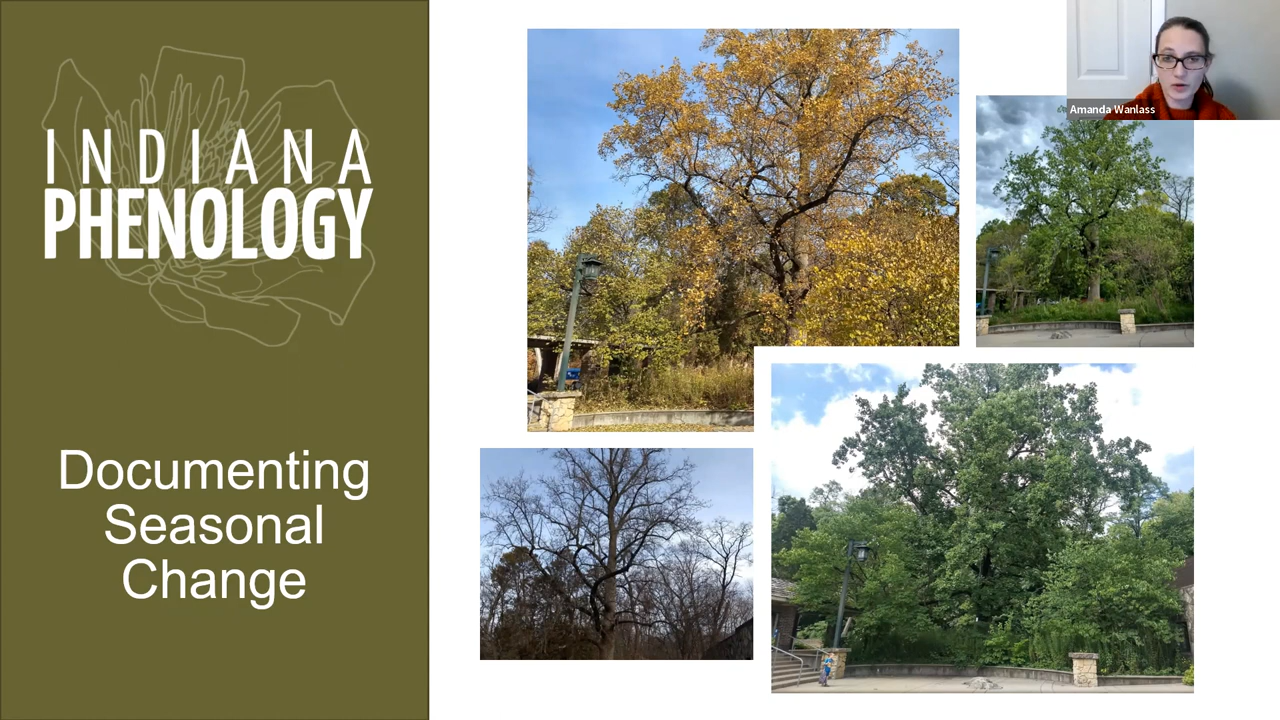 INDIANA
PHENOLOGY
Documenting
Seasonal
Change
Amanda Wanlass